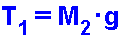 T₁ = M₂·g